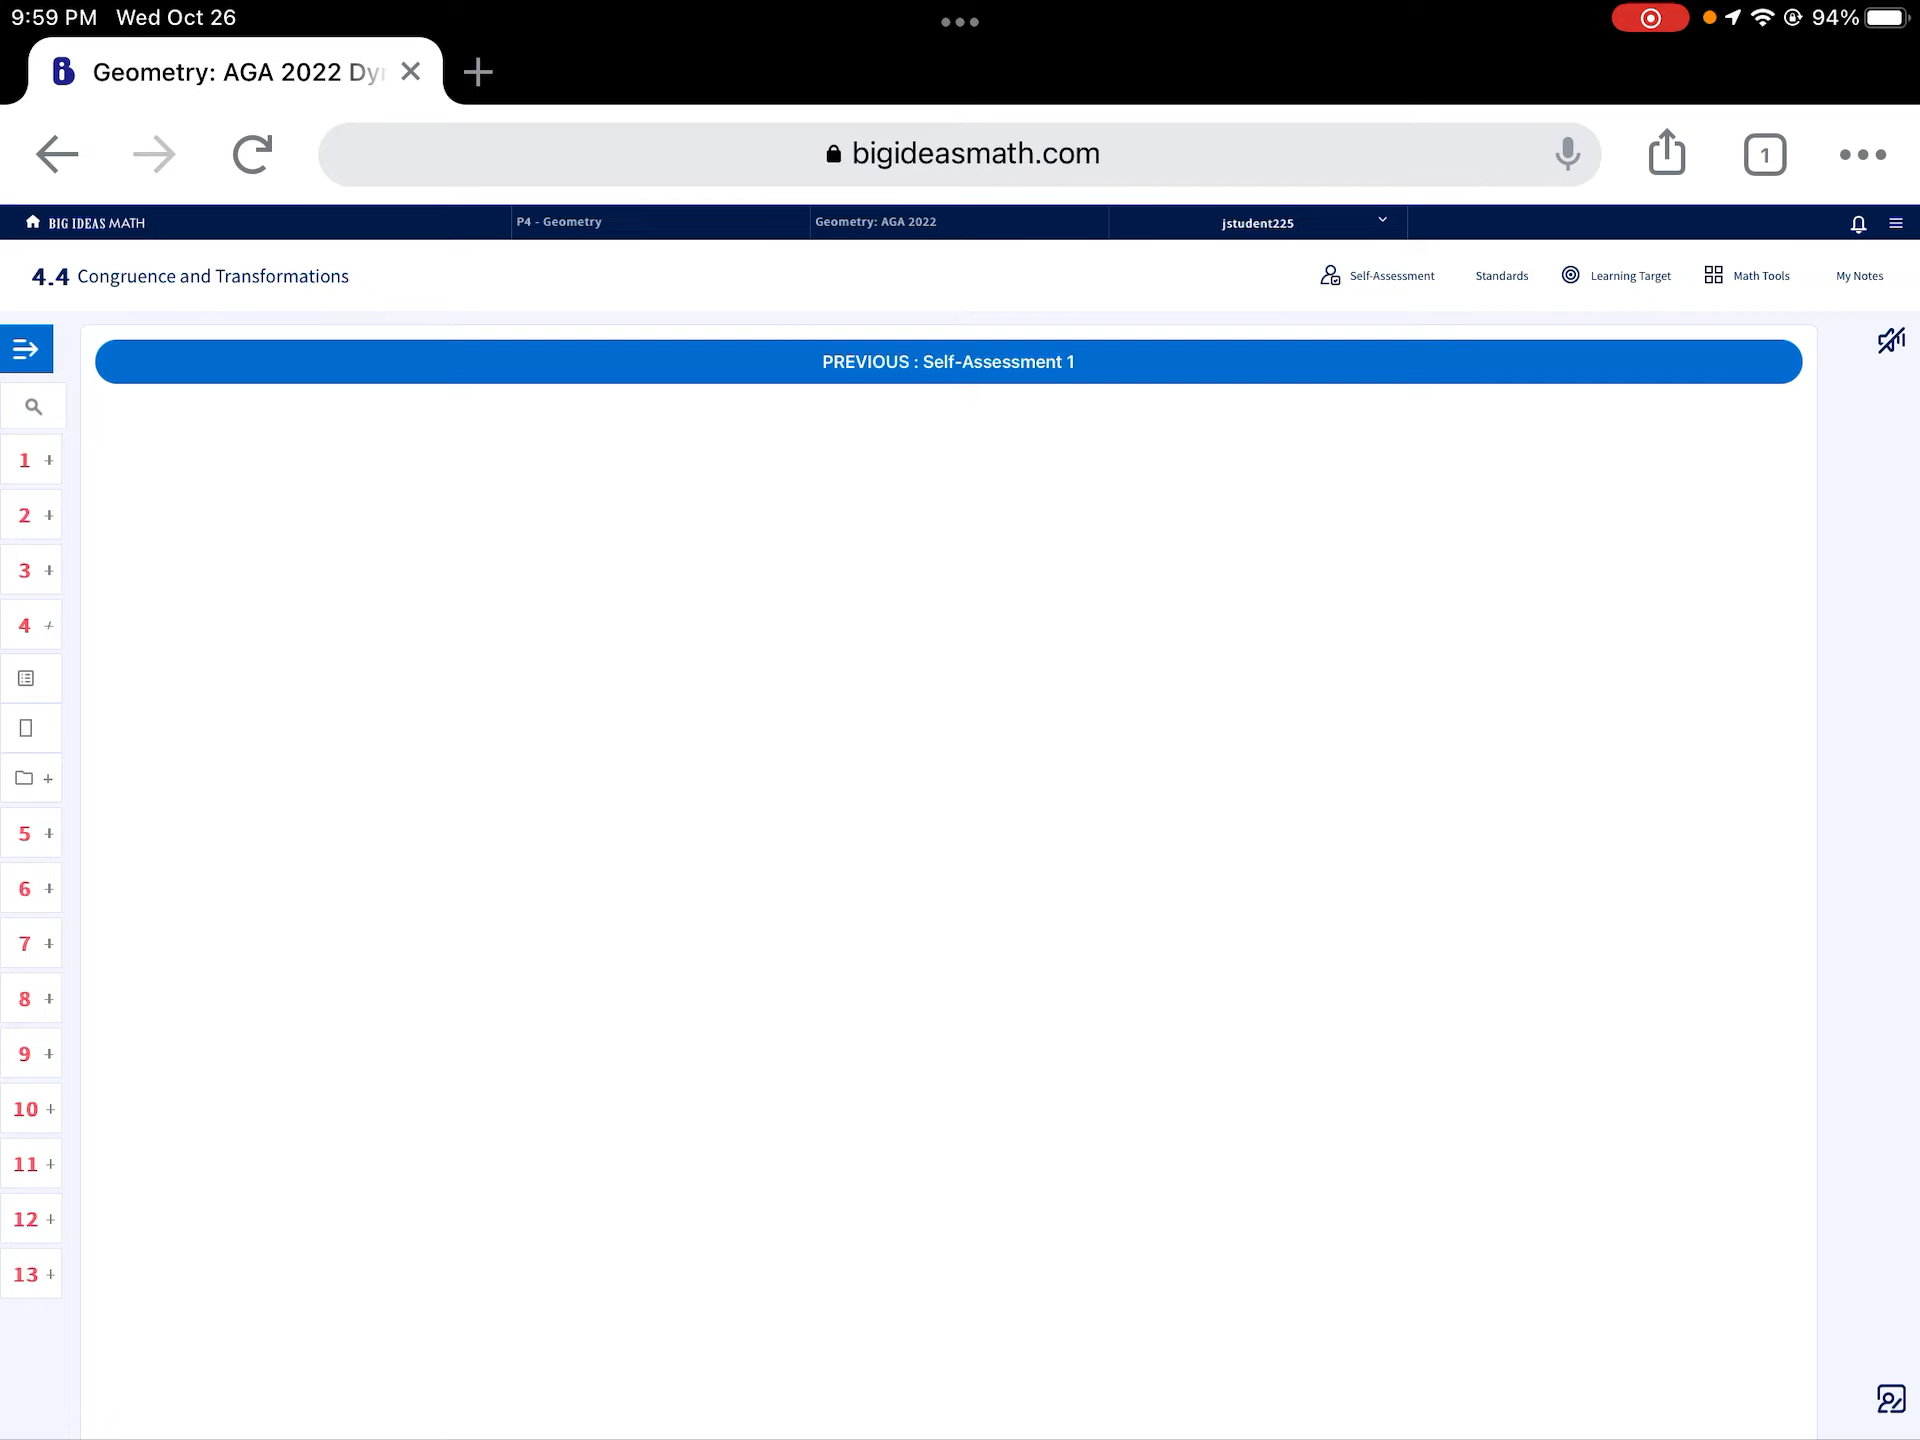 9:59 PM Wed Oct 26
94%
Geometry: AGA 2022 Dyn
bigideasmath.com
1
BIG IDEAS MATH
P4 - Geometry
Geometry: AGA 2022
jstudent225
4.4 Congruence and Transformations
Self-Assessment
Standards
Learning Target
Math Tools
My Notes
PREVIOUS : Self-Assessment 1
1 +
2 +
3 +
4 +
+
5 +
6 +
7 +
8 +
9 +
10 +
11 +
12 +
13 +